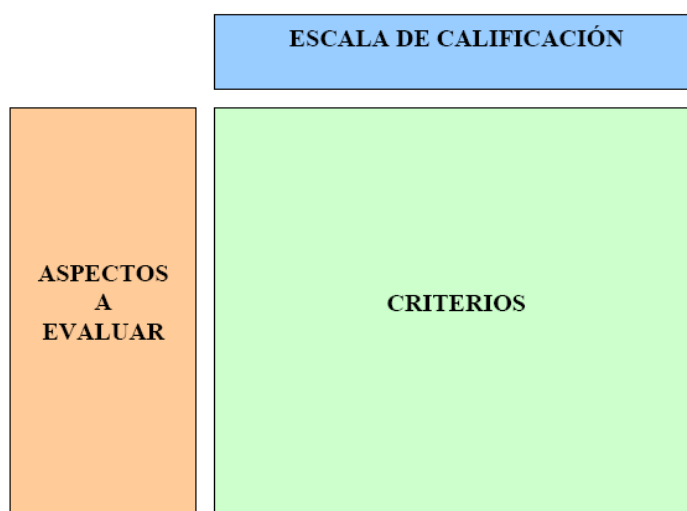 ESCALA DE CALIFICACIÓN
ASPECTOS
A
EVALUAR
CRITERIOS